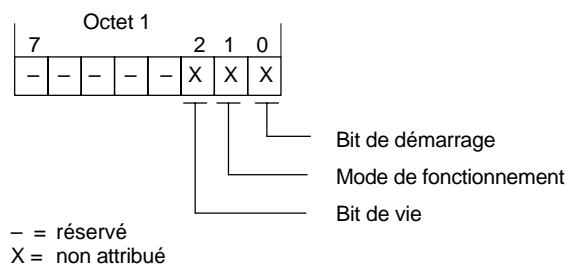 Octet 1
7 2 1 0
– – – – – X X X
Bit de démarrage
Mode de fonctionnement
Bit de vie
– = réservé
X = non attribué